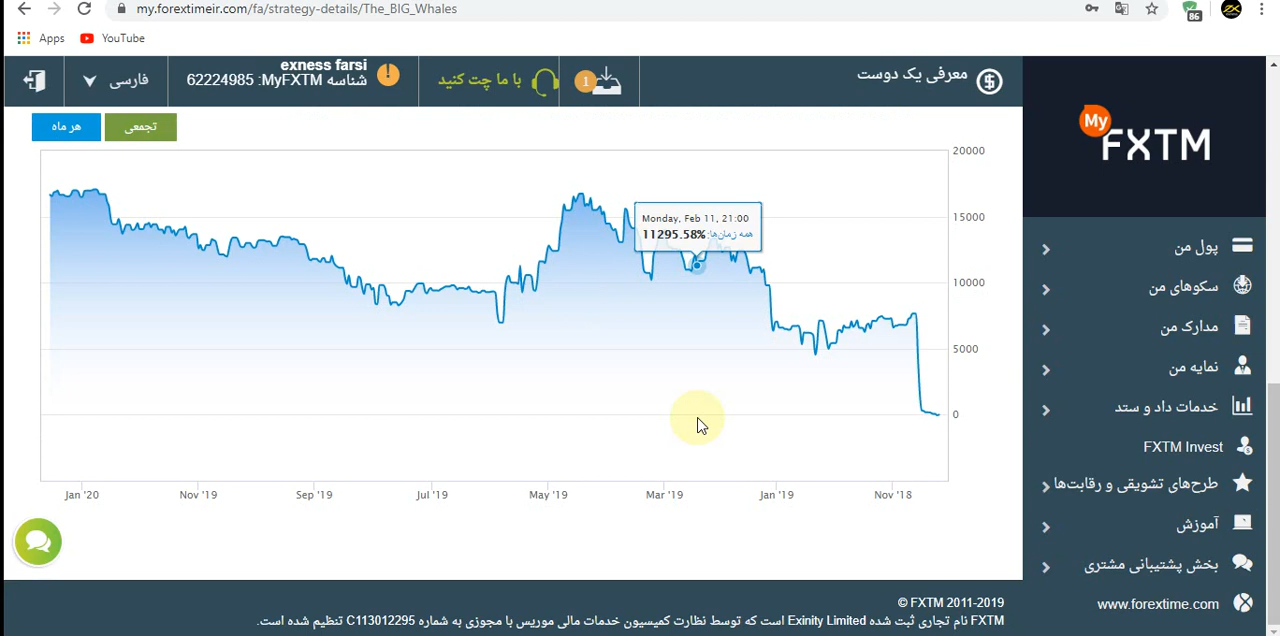 my.forextimeir.com/fa/strategy-details/The_BIG_Whales
86
Apps
YouTube
معرفی یک دوست
1
با ما چت کنید
exness farsi
شناسه MyFXTM: 62224985
فارسی
My
FXTM
هر ماه
تجمعی
20000
15000
10000
5000
0
Monday, Feb 11, 21:00
همه زمان‌ها: 11295.58%
Jan '20
Nov '19
Sep '19
Jul '19
May '19
Mar '19
Jan '19
Nov '18
پول من
سکوهای من
مدارک من
نمایه من
خدمات داد و ستد
FXTM Invest
طرح‌های تشویقی و رقابت‌ها
آموزش
بخش پشتیبانی مشتری
www.forextime.com
© FXTM 2011-2019
FXTM نام تجاری ثبت شده Exinity Limited است که توسط نظارت کمیسیون خدمات مالی موریس با مجوزی به شماره C113012295 تنظیم شده است.